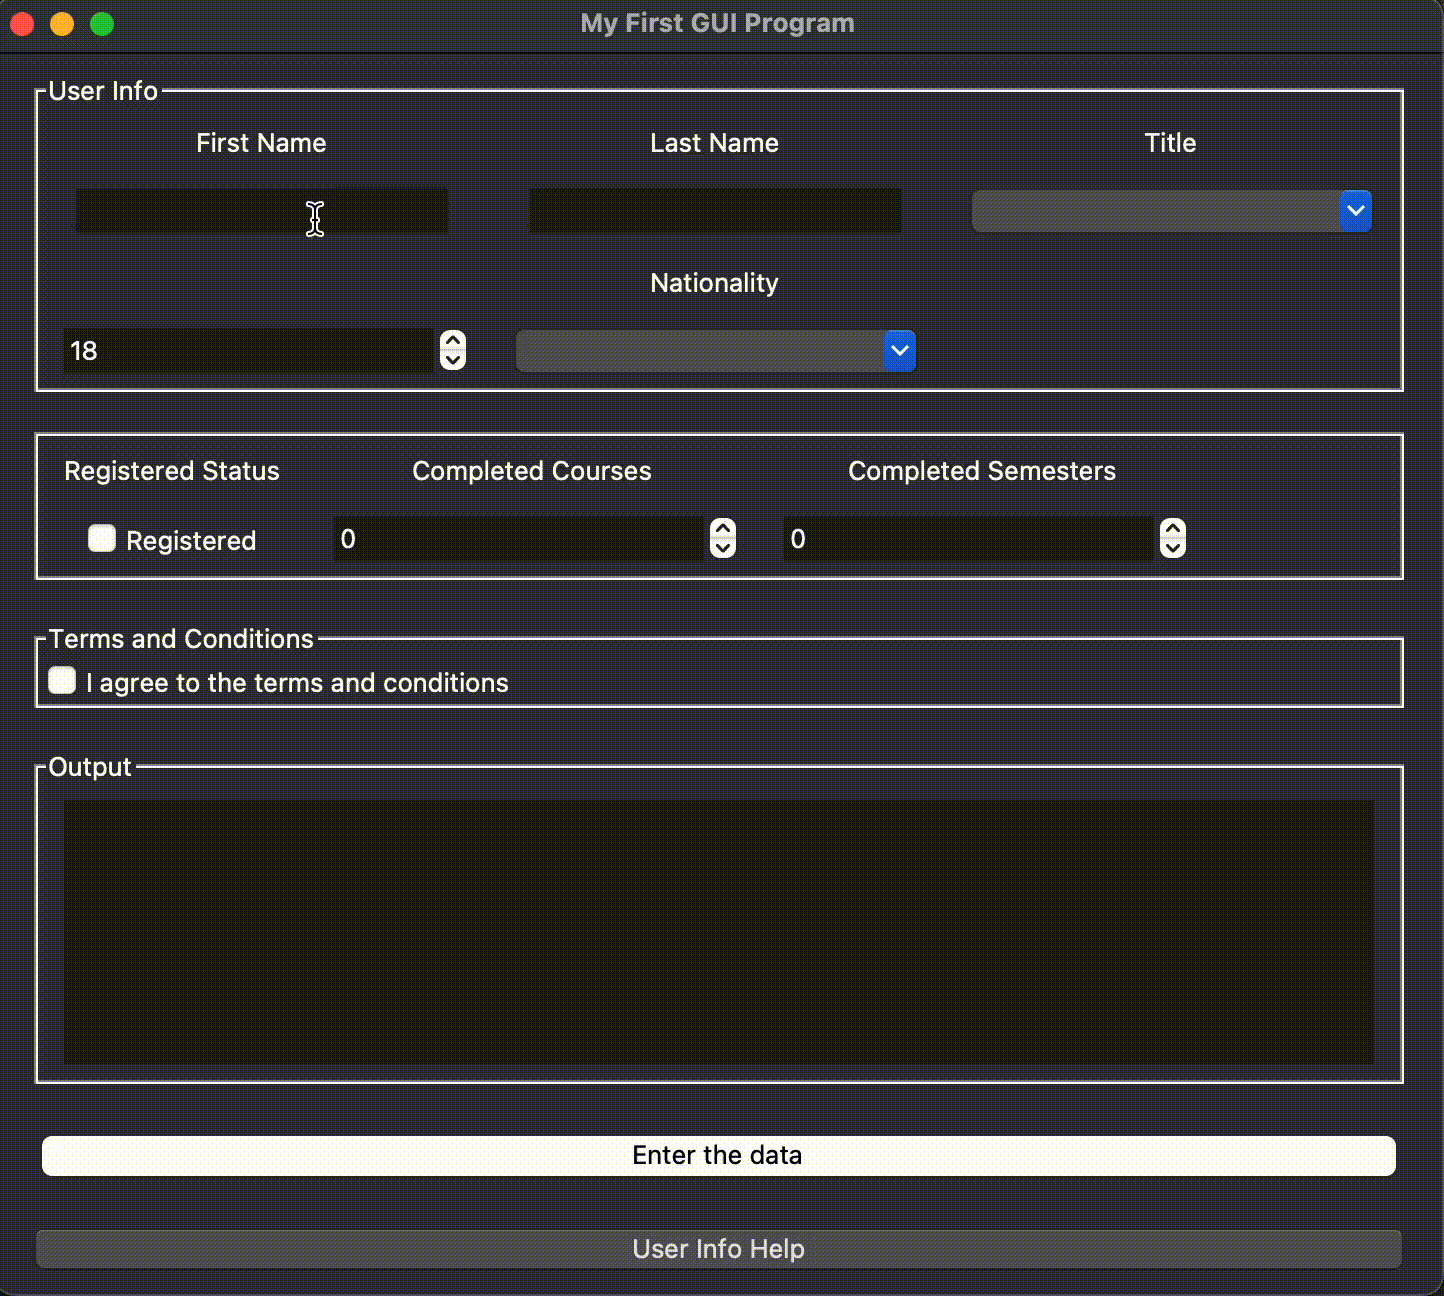 My First GUI Program
User Info
First Name Last Name Title
Nationality
18
Registered Status Completed Courses Completed Semesters
Registered 0 0
Terms and Conditions
I agree to the terms and conditions
Output
Enter the data
User Info Help